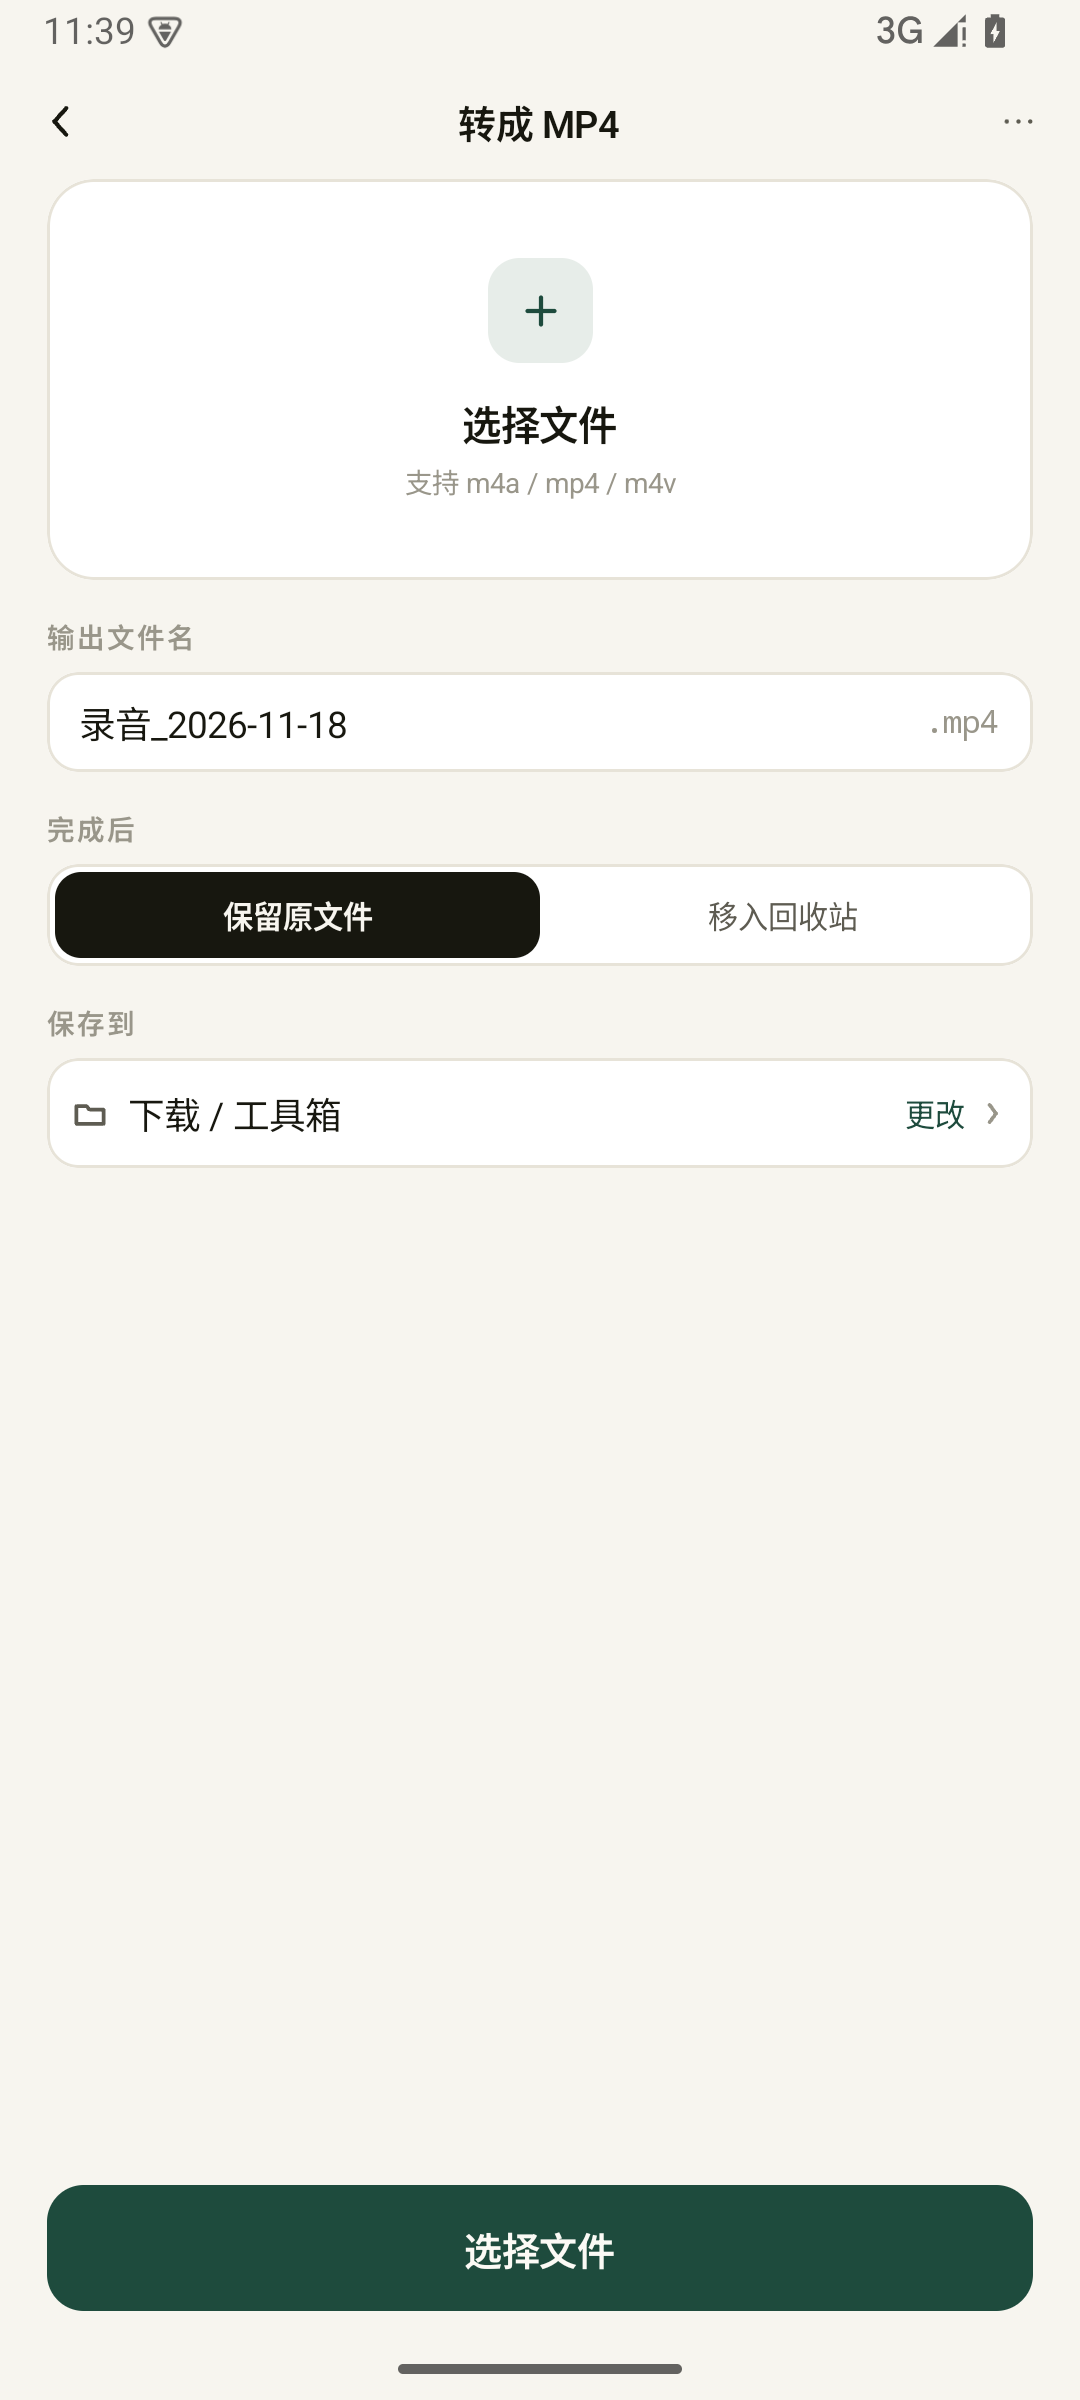 11:39
3G
转成 MP4
选择文件
支持 m4a / mp4 / m4v
输出文件名
录音_2026-11-18
.mp4
完成后
保留原文件
移入回收站
保存到
下载 / 工具箱
更改
选择文件